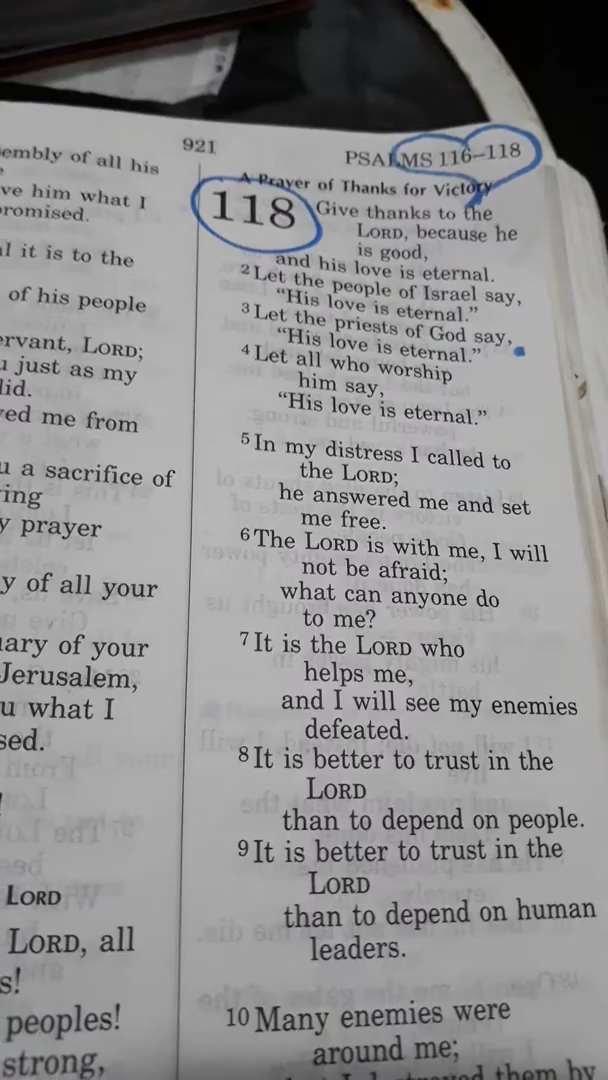 921
PSALMS 116–118
embly of all his
ve him what I
promised.
l it is to the
of his people
ervant, LORD;
u just as my
did.
ved me from
u a sacrifice of
ing
y prayer
y of all your
uary of your
Jerusalem,
u what I
sed.
LORD
LORD, all
s!
peoples!
strong,
A Prayer of Thanks for Victory
118 Give thanks to the
LORD, because he
is good,
and his love is eternal.
2 Let the people of Israel say,
“His love is eternal.”
3 Let the priests of God say,
“His love is eternal.”
4 Let all who worship
him say,
“His love is eternal.”
5 In my distress I called to
the LORD;
he answered me and set
me free.
6 The LORD is with me, I will
not be afraid;
what can anyone do
to me?
7 It is the LORD who
helps me,
and I will see my enemies
defeated.
8 It is better to trust in the
LORD
than to depend on people.
9 It is better to trust in the
LORD
than to depend on human
leaders.
10 Many enemies were
around me;
them by